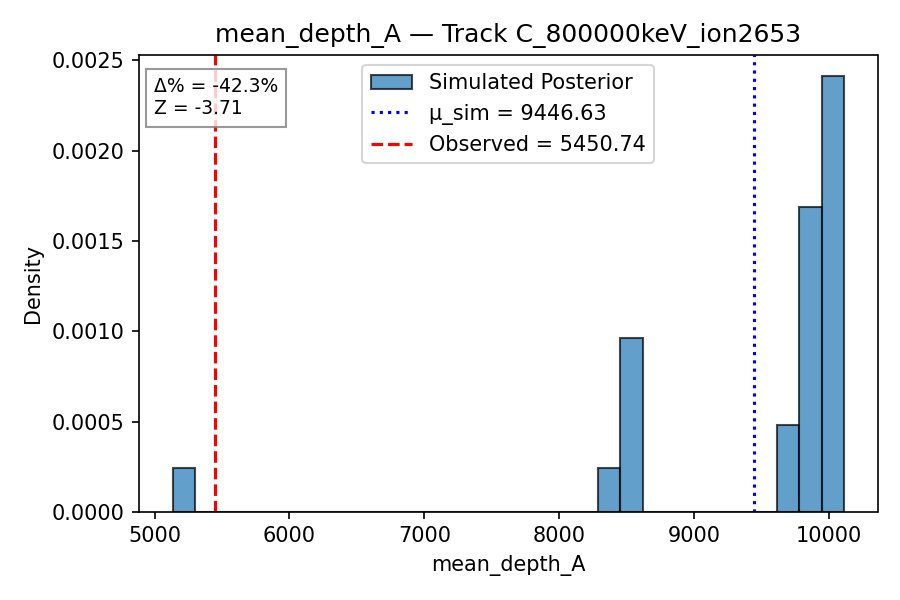 mean_depth_A — Track C_800000keV_ion2653
Δ% = -42.3%
Z = -3.71
Simulated Posterior
μ_sim = 9446.63
Observed = 5450.74
Density
0.0025
0.0020
0.0015
0.0010
0.0005
0.0000
5000 6000 7000 8000 9000 10000
mean_depth_A